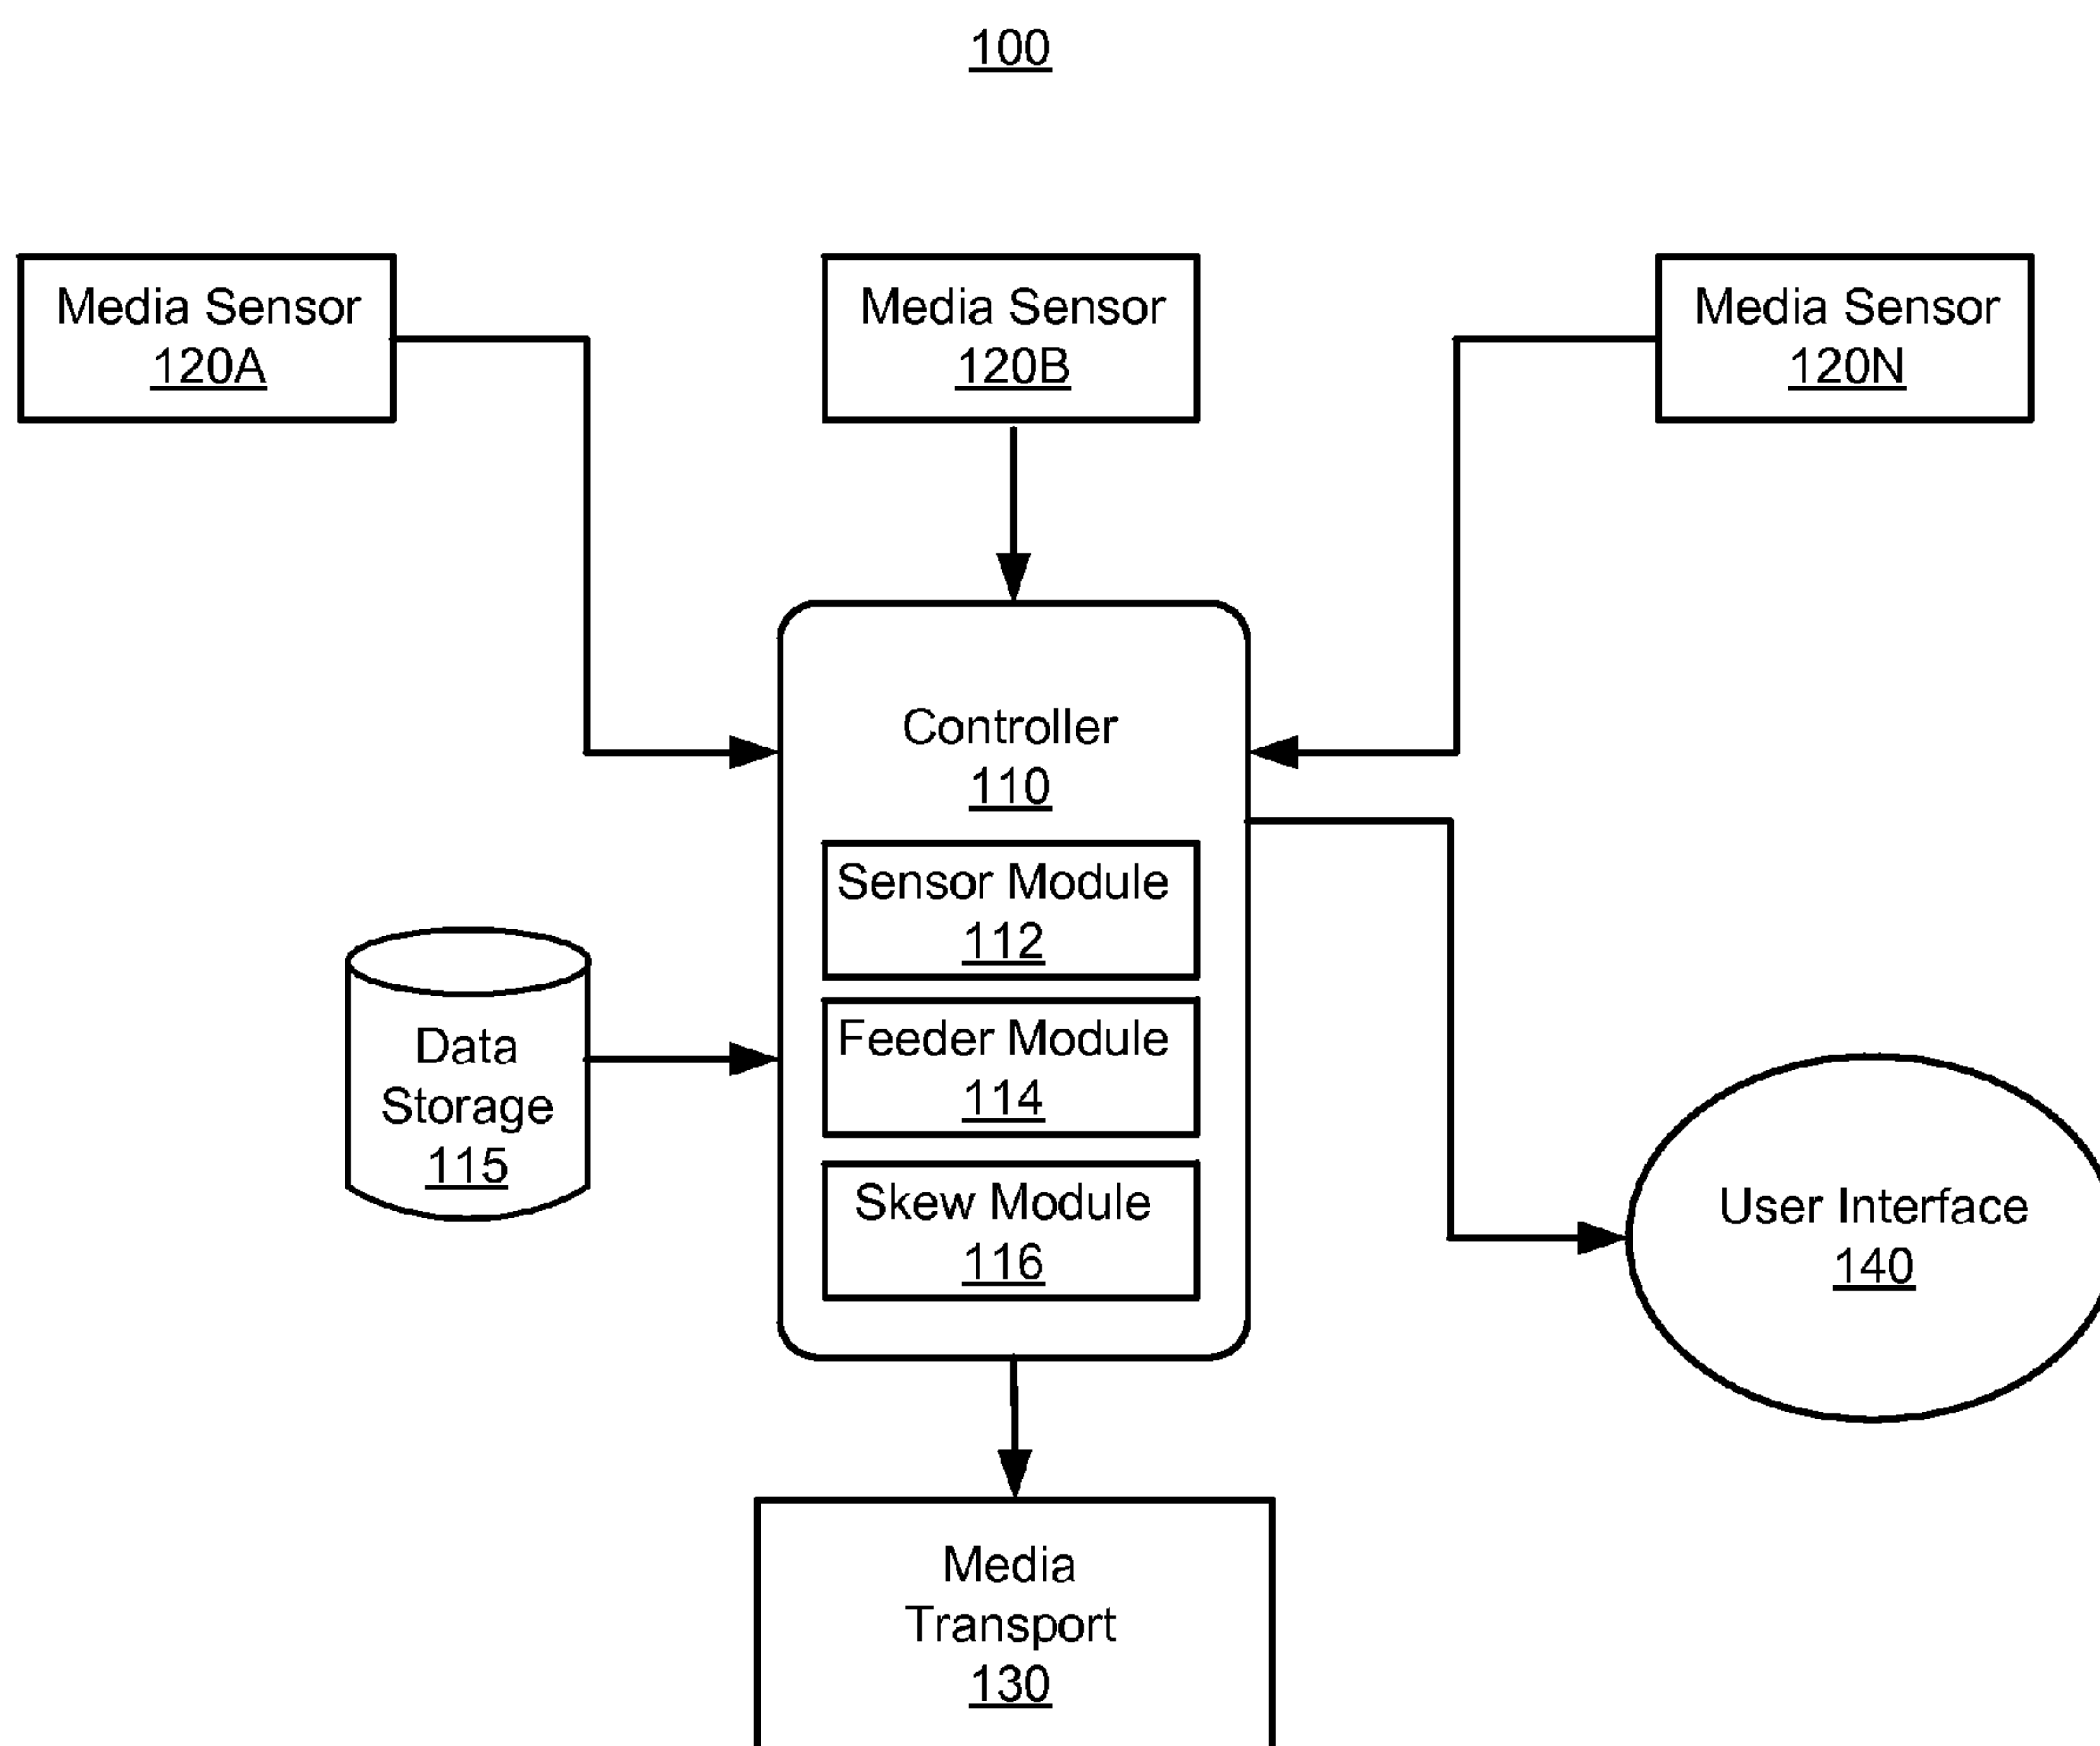 100
Media Sensor
120A
Media Sensor
120B
Media Sensor
120N
Controller
110
Sensor Module
112
Feeder Module
114
Skew Module
116
Data
Storage
115
User Interface
140
Media
Transport
130